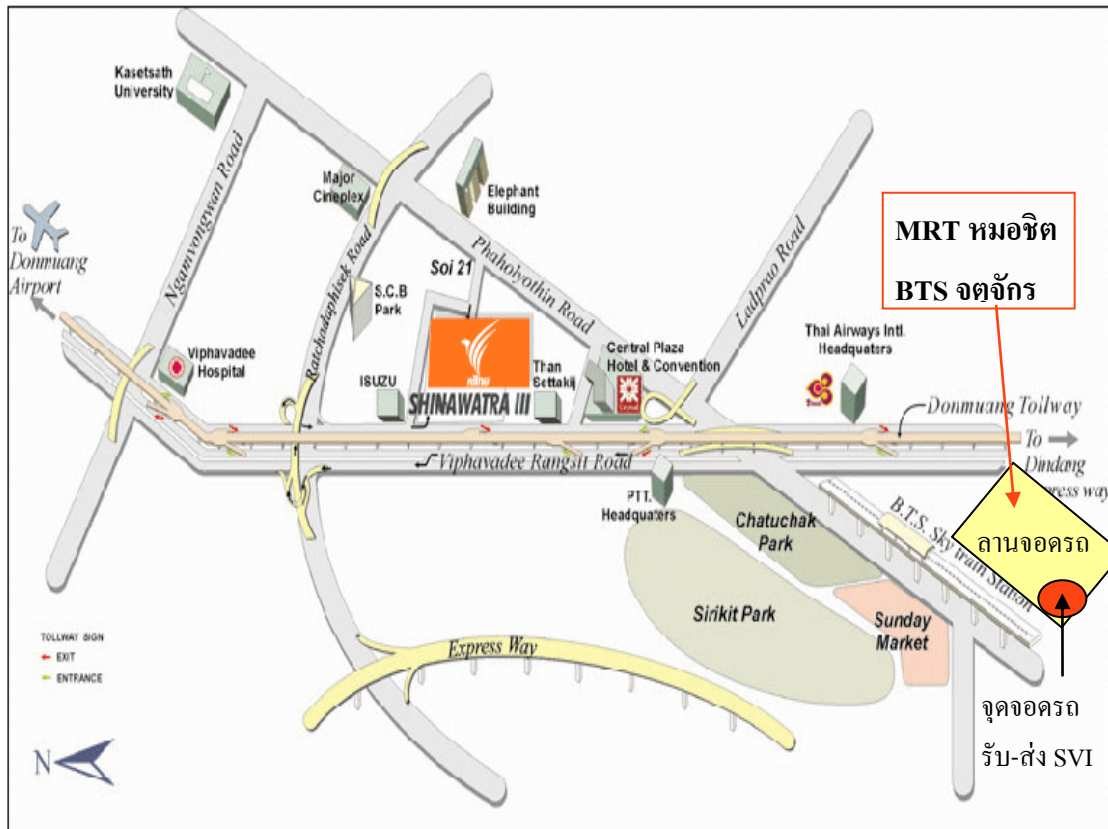 Kasetsath
University
Ngamvongwan Road
To
Donmuang
Airport
Major
Cineplex
Elephant
Building
Ratchadaphisek Road
Soi 21
Phaholyothin Road
Ladprao Road
MRT หมอชิต
BTS จตุจักร
S.C.B
Park
Viphavadee
Hospital
ISUZU
SHINAWATRA III
Than
Settakij
Central Plaza
Hotel & Convention
Thai Airways Intl.
Headquaters
Donmuang Tollway
To
Dindang
Express way
Viphavadee Rangsit Road
PTT.
Headquaters
Chatuchak
Park
B.T.S. Sky train Station
ลานจอดรถ
Sirikit Park
Sunday
Market
Express Way
TOLLWAY SIGN
EXIT
ENTRANCE
N
จุดจอดรถ
รับ-ส่ง SVI